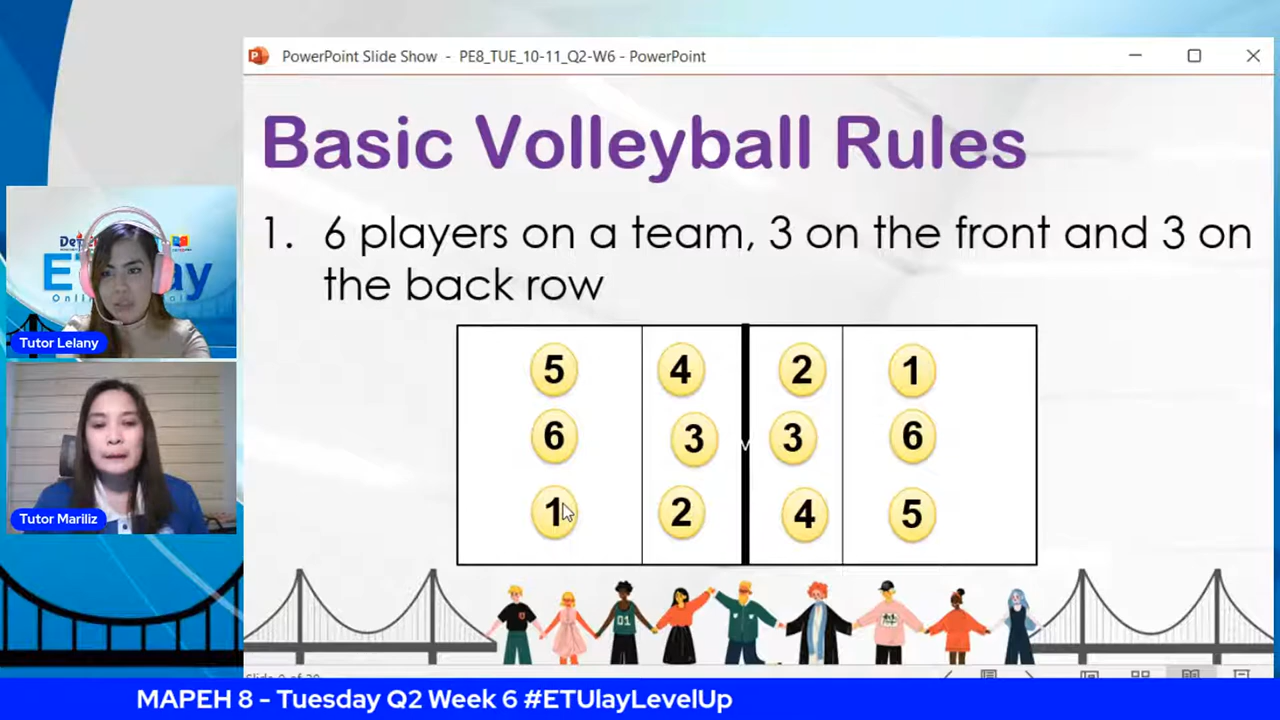 PowerPoint Slide Show - PE8_TUE_10-11_Q2-W6 - PowerPoint
Basic Volleyball Rules
1. 6 players on a team, 3 on the front and 3 on
the back row
5 4 2 1
6 3 3 6
1 2 4 5
Tutor Lelany
Tutor Mariliz
01
MAPEH 8 - Tuesday Q2 Week 6 #ETUlayLevelUp